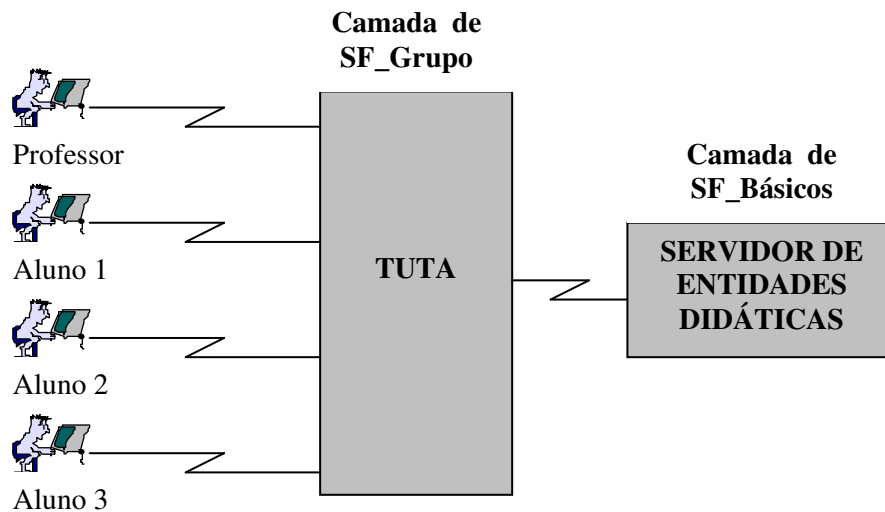 Camada de
SF_Grupo
Professor
Aluno 1
Aluno 2
Aluno 3
TUTA
Camada de
SF_Básicos
SERVIDOR DE
ENTIDADES
DIDÁTICAS